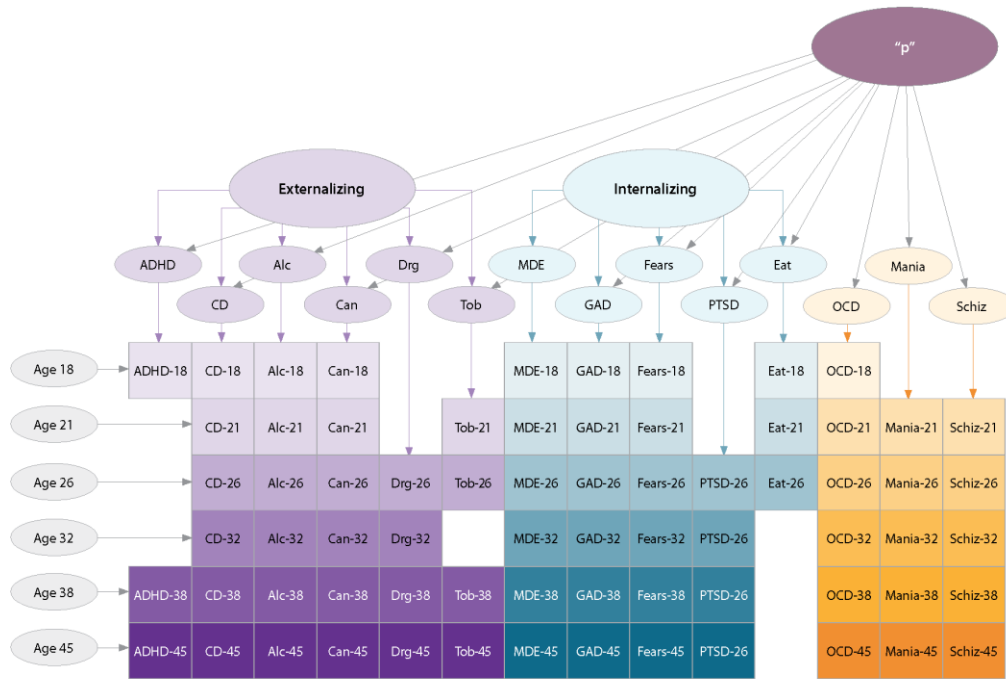 “p”
Externalizing
Internalizing
ADHD
Alc
Drg
MDE
Fears
Eat
Mania
CD
Can
Tob
GAD
PTSD
OCD
Schiz
Age 18
ADHD-18
CD-18
Alc-18
Can-18
MDE-18
GAD-18
Fears-18
Eat-18
OCD-18
Age 21
CD-21
Alc-21
Can-21
Tob-21
MDE-21
GAD-21
Fears-21
Eat-21
OCD-21
Mania-21
Schiz-21
Age 26
CD-26
Alc-26
Can-26
Drg-26
Tob-26
MDE-26
GAD-26
Fears-26
PTSD-26
Eat-26
OCD-26
Mania-26
Schiz-26
Age 32
CD-32
Alc-32
Can-32
Drg-32
MDE-32
GAD-32
Fears-32
PTSD-26
OCD-32
Mania-32
Schiz-32
Age 38
ADHD-38
CD-38
Alc-38
Can-38
Drg-38
Tob-38
MDE-38
GAD-38
Fears-38
PTSD-26
OCD-38
Mania-38
Schiz-38
Age 45
ADHD-45
CD-45
Alc-45
Can-45
Drg-45
Tob-45
MDE-45
GAD-45
Fears-45
PTSD-26
OCD-45
Mania-45
Schiz-45